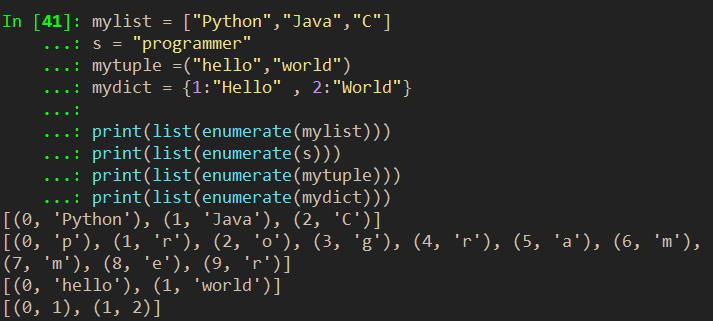 In [41]: mylist = ["Python","Java","C"]
...: s = "programmer"
...: mytuple =("hello","world")
...: mydict = {1:"Hello" , 2:"World"}
...:
...: print(list(enumerate(mylist)))
...: print(list(enumerate(s)))
...: print(list(enumerate(mytuple)))
...: print(list(enumerate(mydict)))
[(0, 'Python'), (1, 'Java'), (2, 'C')]
[(0, 'p'), (1, 'r'), (2, 'o'), (3, 'g'), (4, 'r'), (5, 'a'), (6, 'm'),
(7, 'm'), (8, 'e'), (9, 'r')]
[(0, 'hello'), (1, 'world')]
[(0, 1), (1, 2)]